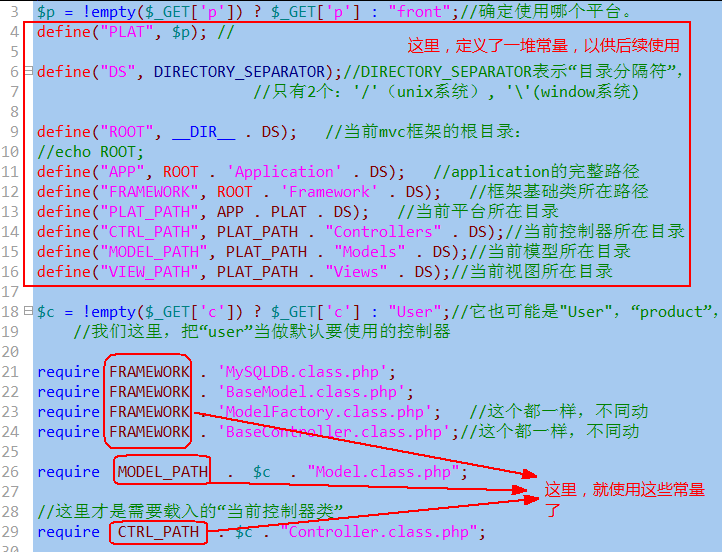 3 $p = !empty($_GET['p']) ? $_GET['p'] : "front";//确定使用哪个平台。
4 define("PLAT", $p); //
这里，定义了一堆常量，以供后续使用
5
6 define("DS", DIRECTORY_SEPARATOR);//DIRECTORY_SEPARATOR表示“目录分隔符”，
7 //只有2个：'/'（unix系统）, '\'(window系统)
8
9 define("ROOT", __DIR__ . DS); //当前mvc框架的根目录：
10 //echo ROOT;
11 define("APP", ROOT . 'Application' . DS); //application的完整路径
12 define("FRAMEWORK", ROOT . 'Framework' . DS); //框架基础类所在路径
13 define("PLAT_PATH", APP . PLAT . DS); //当前平台所在目录
14 define("CTRL_PATH", PLAT_PATH . "Controllers" . DS);//当前控制器所在目录
15 define("MODEL_PATH", PLAT_PATH . "Models" . DS);//当前模型所在目录
16 define("VIEW_PATH", PLAT_PATH . "Views" . DS);//当前视图所在目录
17
18 $c = !empty($_GET['c']) ? $_GET['c'] : "User";//它也可能是"User"，“product”，
19 //我们这里，把“user”当做默认要使用的控制器
20
21 require FRAMEWORK . 'MySQLDB.class.php';
22 require FRAMEWORK . 'BaseModel.class.php';
23 require FRAMEWORK . 'ModelFactory.class.php'; //这个都一样，不同动
24 require FRAMEWORK . 'BaseController.class.php';//这个都一样，不同动
25
26 require MODEL_PATH . $c . "Model.class.php";
这里，就使用这些常量
了
27
28 //这里才是需要载入的“当前控制器类”
29 require CTRL_PATH . $c . "Controller.class.php";
30